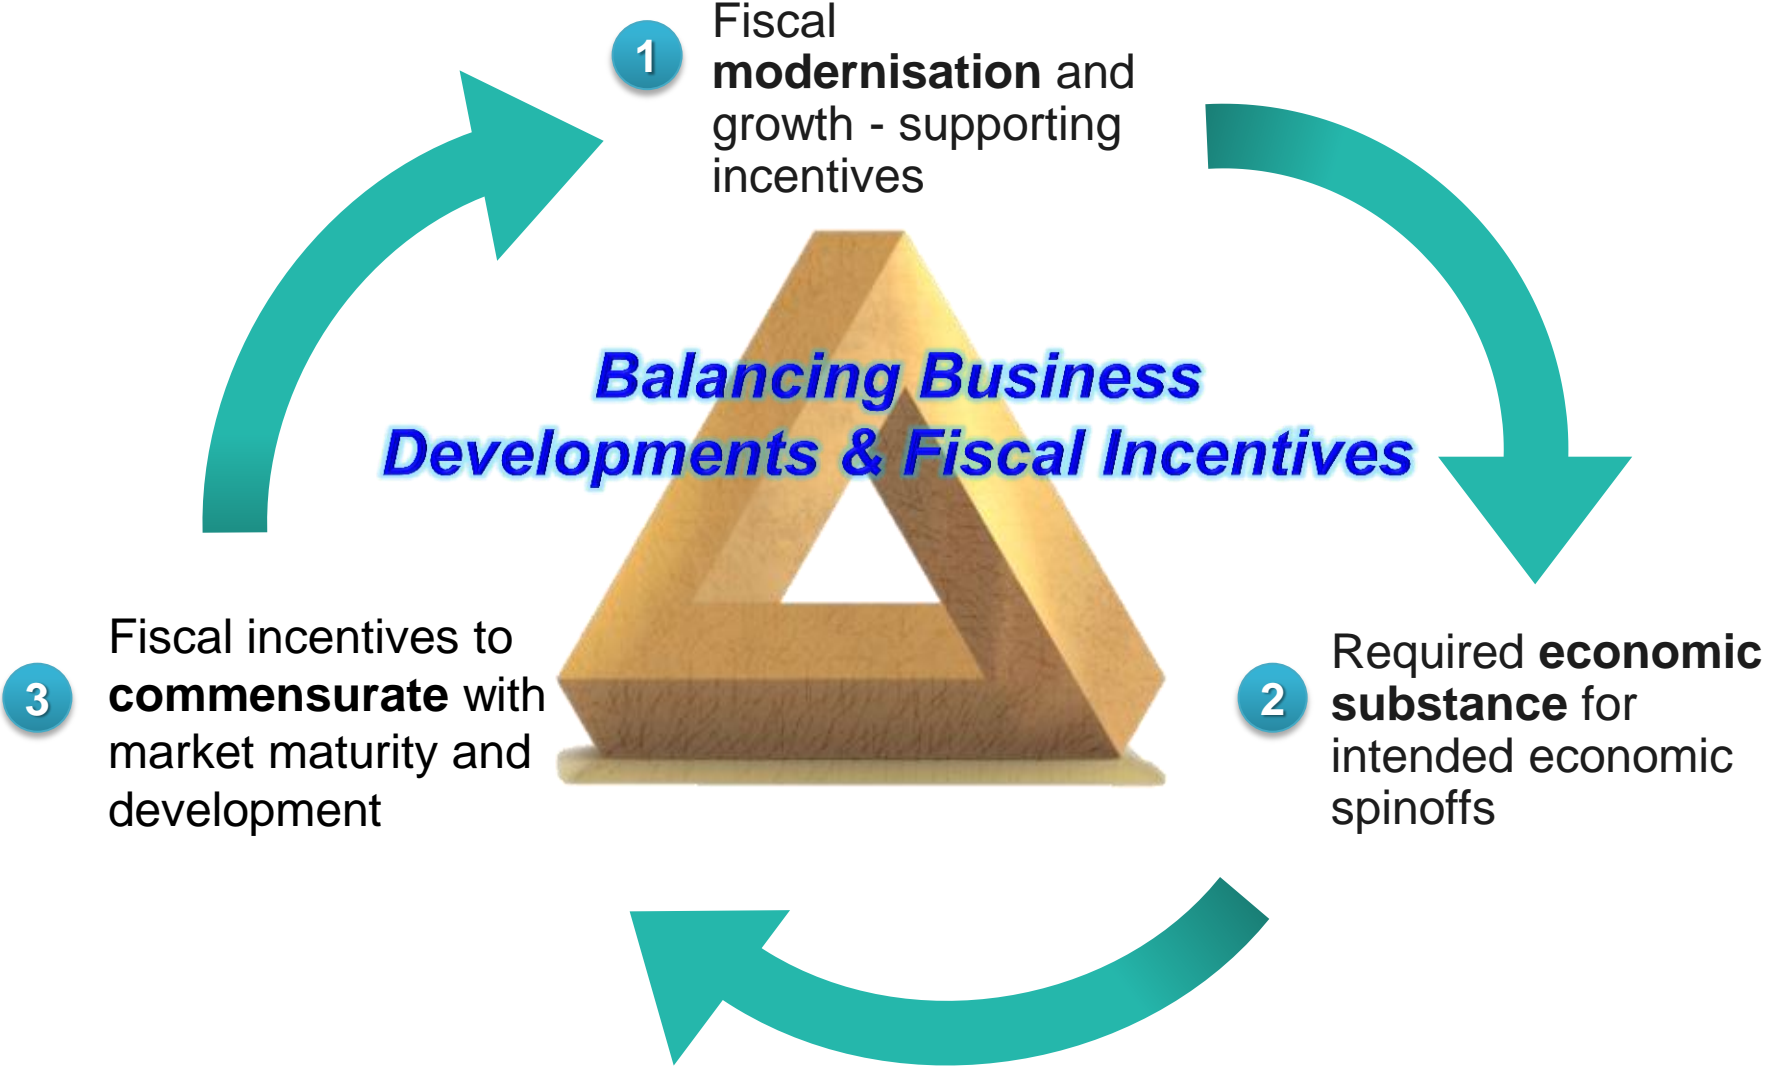 1
Fiscal
modernisation and
growth - supporting
incentives
Balancing Business
Developments & Fiscal Incentives
2
Required economic
substance for
intended economic
spinoffs
3
Fiscal incentives to
commensurate with
market maturity and
development